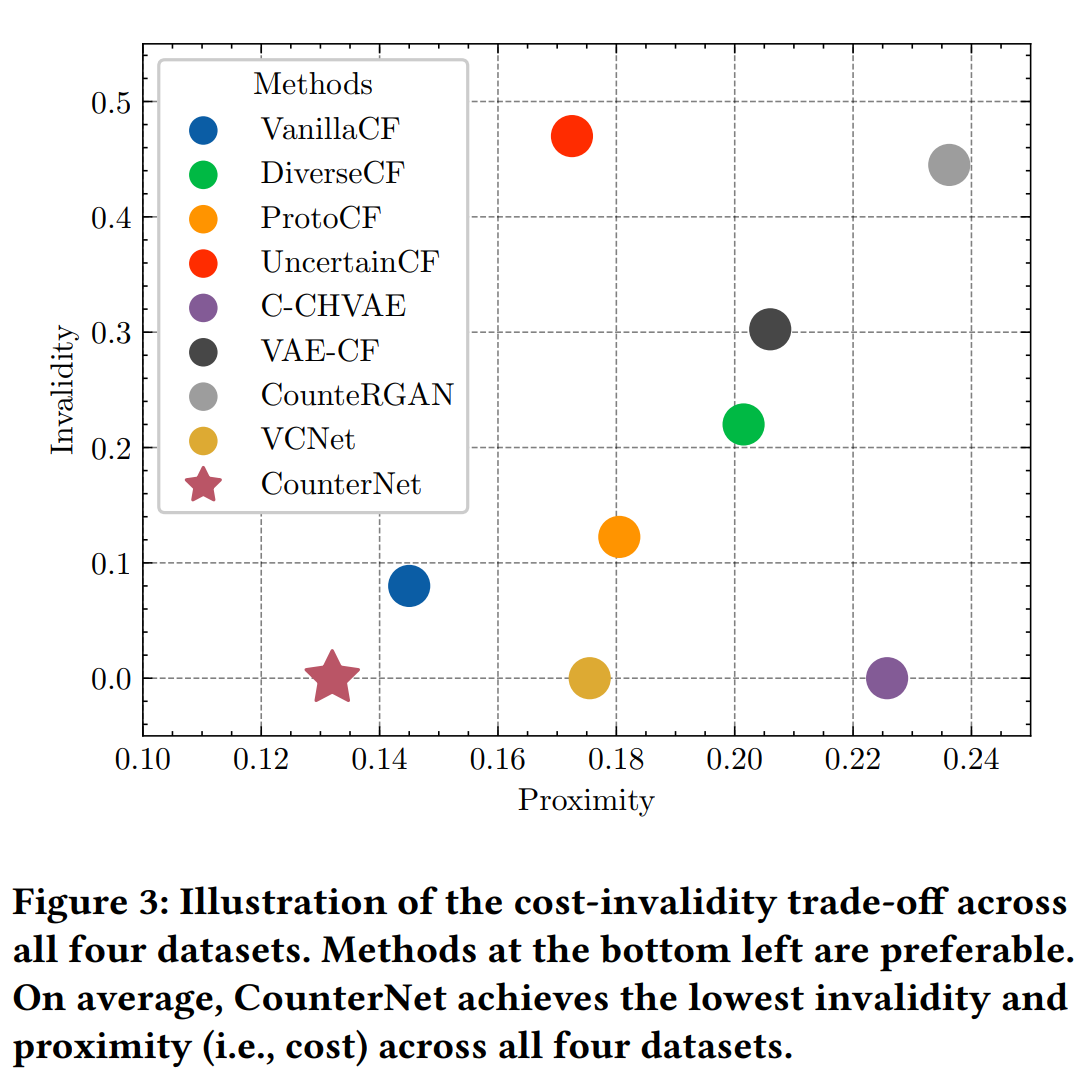 Methods
VanillaCF
DiverseCF
ProtoCF
UncertainCF
C-CHVAE
VAE-CF
CounteRGAN
VCNet
CounterNet
Invalidity
0.5
0.4
0.3
0.2
0.1
0.0
0.10 0.12 0.14 0.16 0.18 0.20 0.22 0.24
Proximity
Figure 3: Illustration of the cost-invalidity trade-off across
all four datasets. Methods at the bottom left are preferable.
On average, CounterNet achieves the lowest invalidity and
proximity (i.e., cost) across all four datasets.